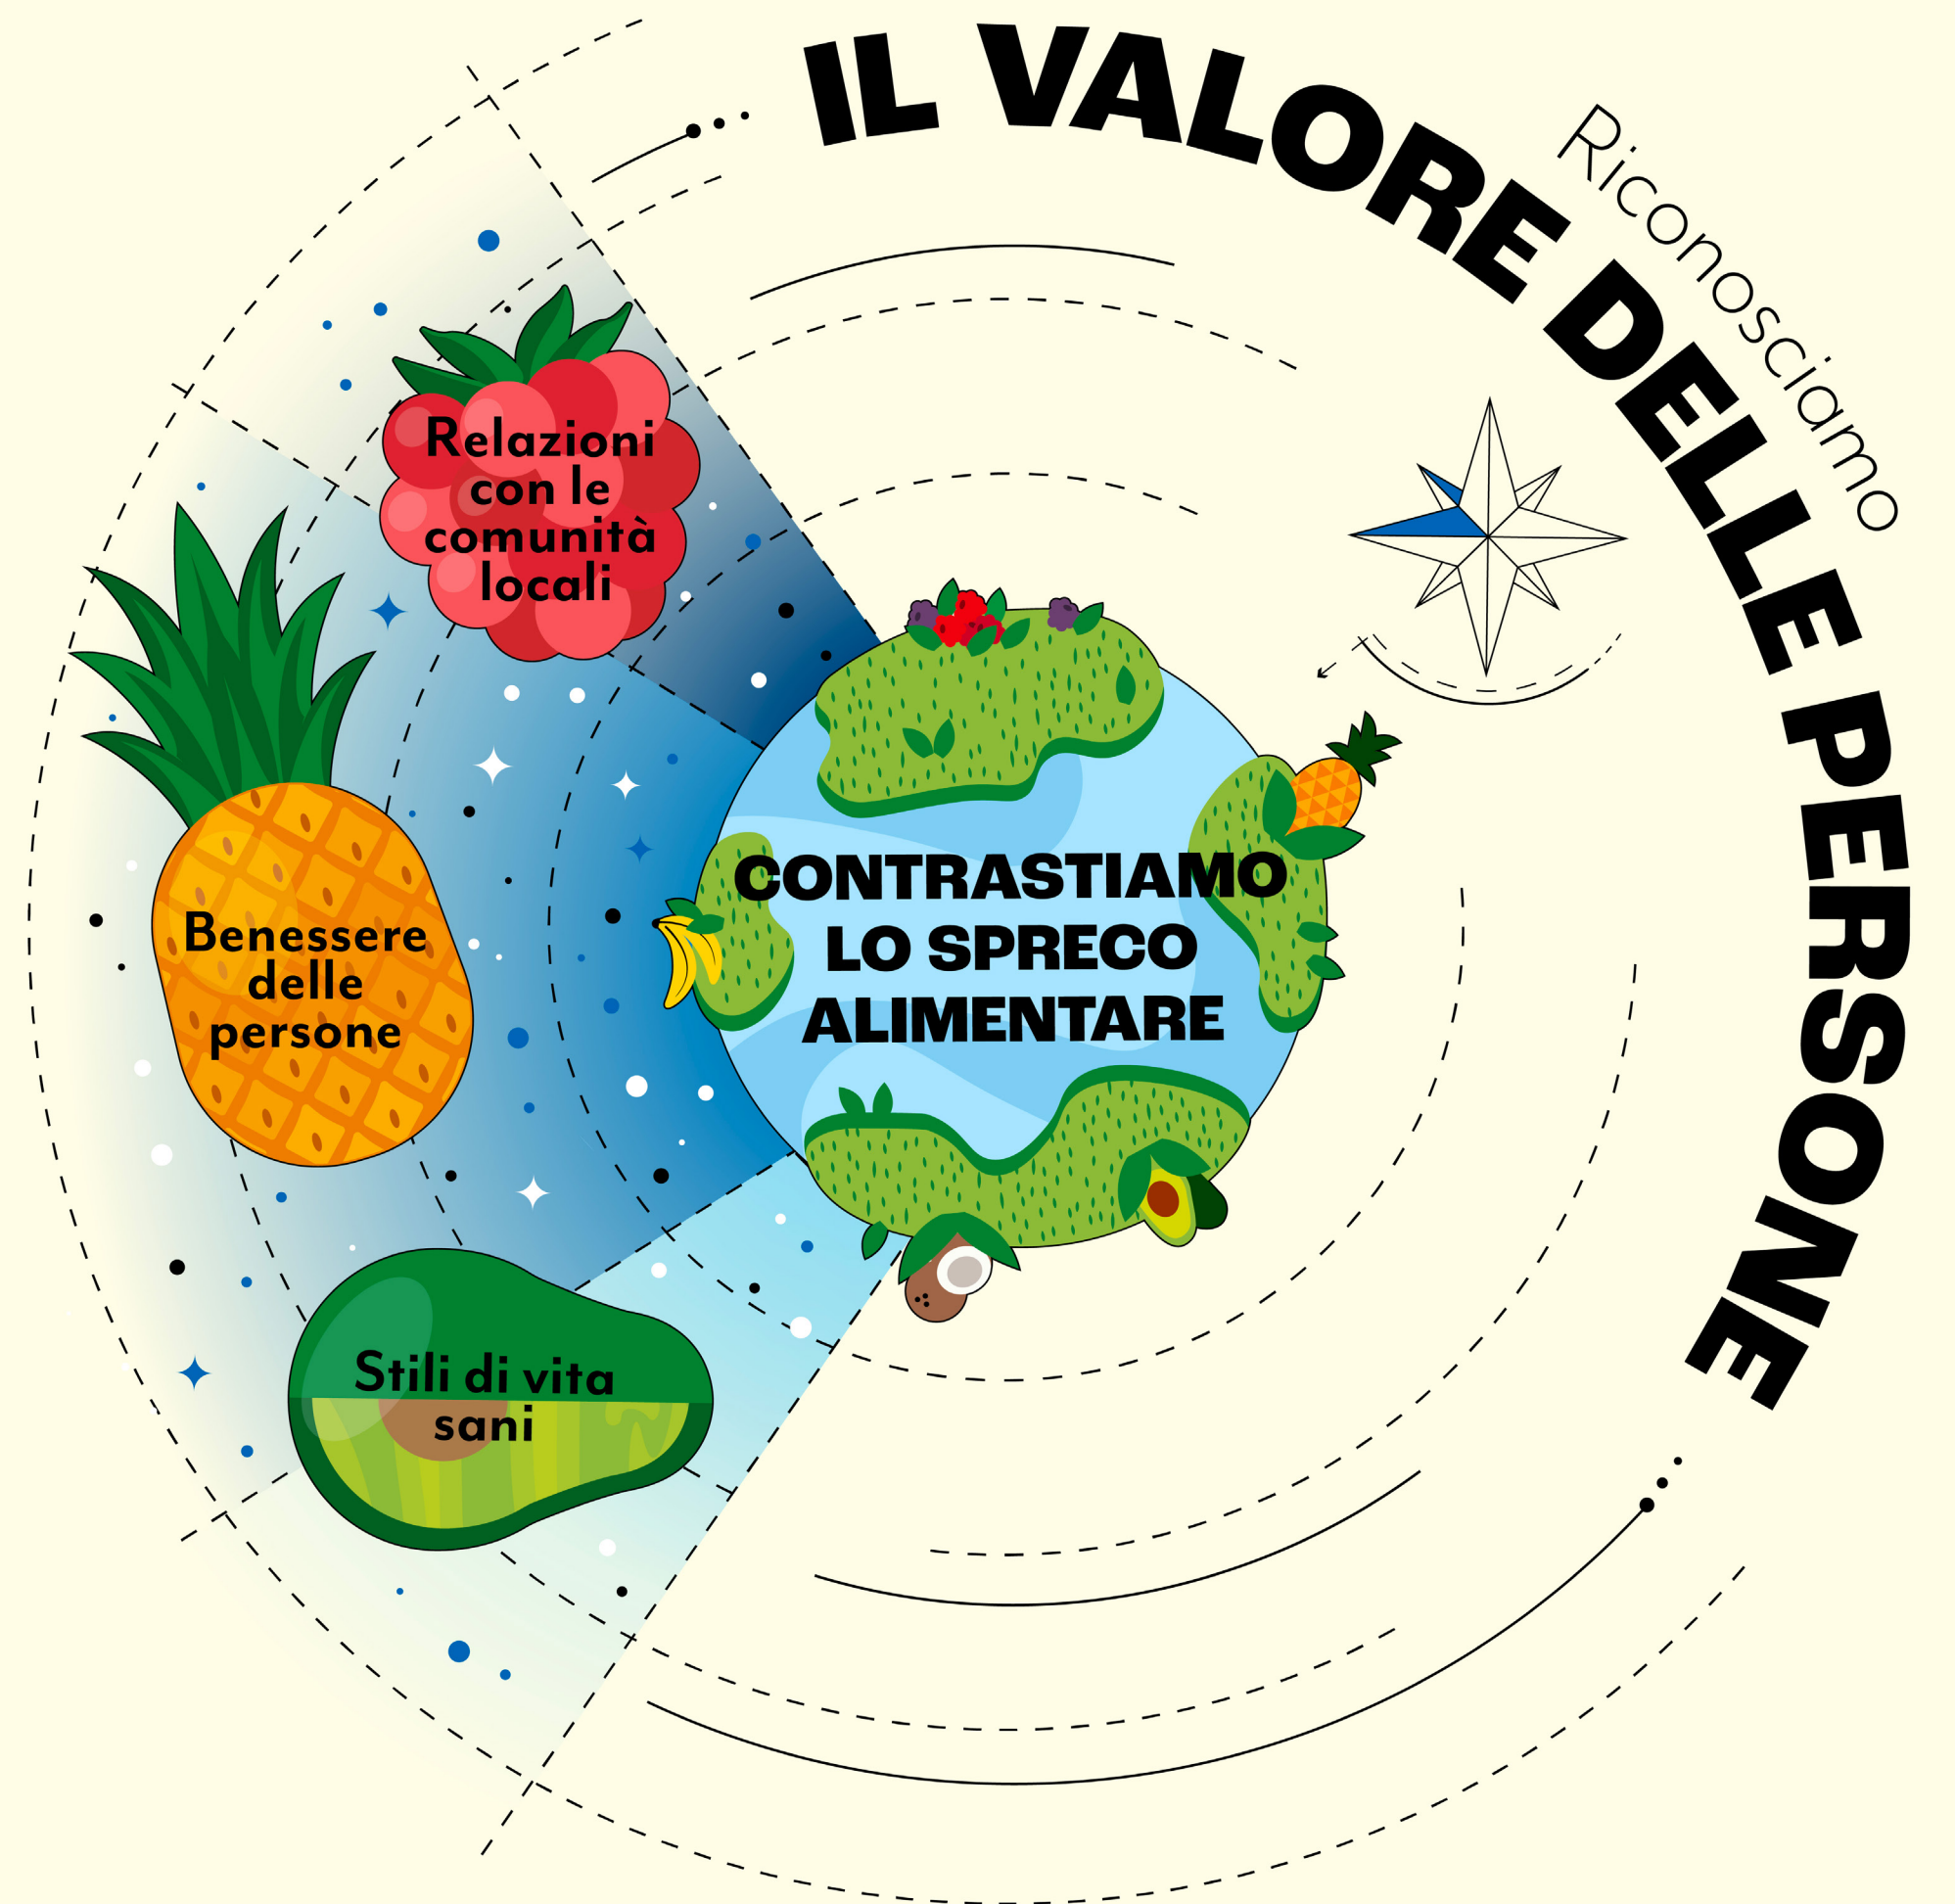 Riconosciamo
IL VALORE DELLE PERSONE
Relazioni
con le
comunità
locali
Benessere
delle
persone
Stili di vita
sani
CONTRASTIAMO
LO SPRECO
ALIMENTARE